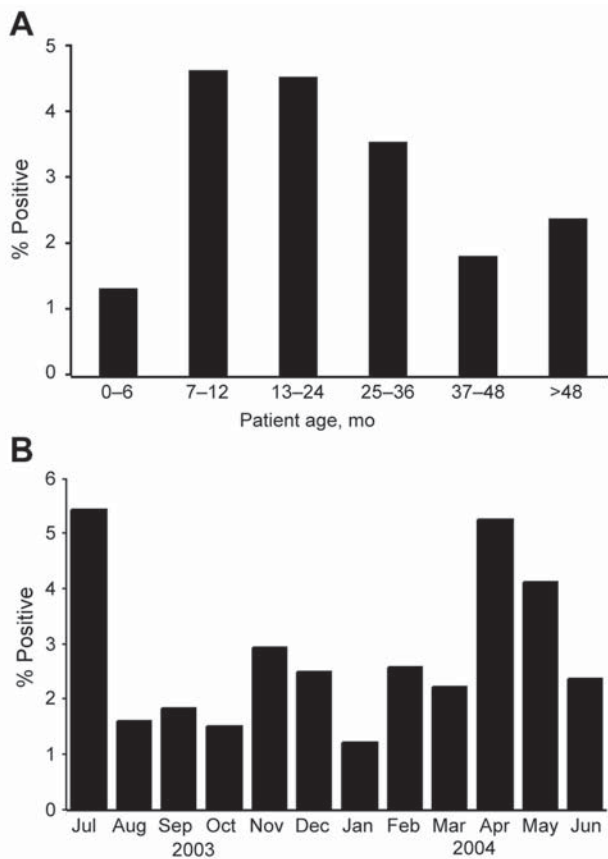 A
% Positive
5
4
3
2
1
0
0–6 7–12 13–24 25–36 37–48 >48
Patient age, mo
B
% Positive
6
5
4
3
2
1
0
Jul Aug Sep Oct Nov Dec Jan Feb Mar Apr May Jun
2003 2004